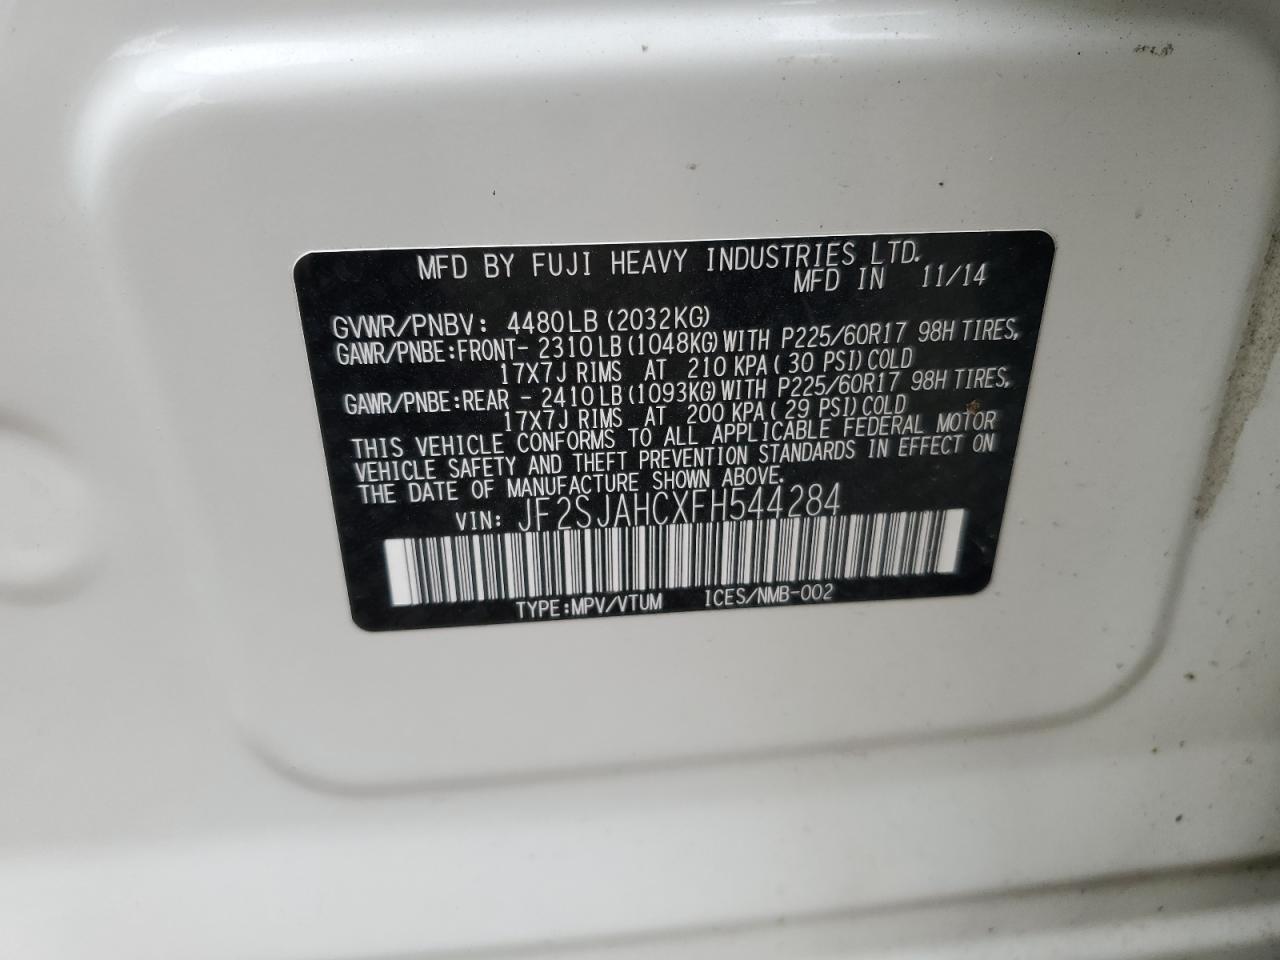 MFD BY FUJI HEAVY INDUSTRIES LTD.
MFD IN 11/14
GVWR/PNBV: 4480LB (2032KG)
GAWR/PNBE:FRONT- 2310LB (1048KG) WITH P225/60R17 98H TIRES,
17X7J RIMS AT 210 KPA( 30 PSI) COLD
GAWR/PNBE:REAR - 2410LB (1093KG) WITH P225/60R17 98H TIRES,
17X7J RIMS AT 200 KPA( 29 PSI) COLD
THIS VEHICLE CONFORMS TO ALL APPLICABLE FEDERAL MOTOR
VEHICLE SAFETY AND THEFT PREVENTION STANDARDS IN EFFECT ON
THE DATE OF MANUFACTURE SHOWN ABOVE.
VIN: JF2SJAHCXFH544284
TYPE:MPV/VTUM ICES/NMB-002